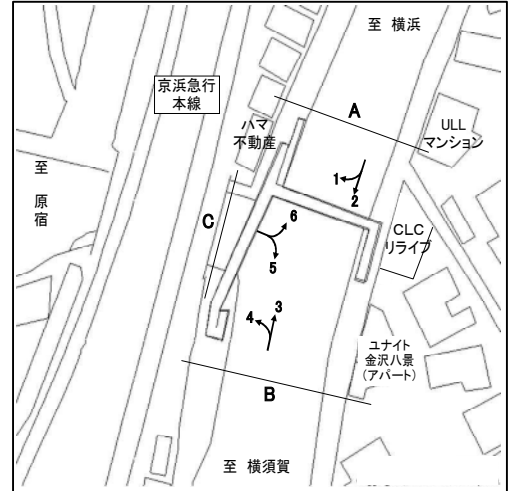 至 横浜
京浜急行
本線
A
ハマ
不動産
ULL
マンション
1
2
至
原
宿
C
6
CLC
リライブ
5
4
3
ユナイト
金沢八景
(アパート)
B
至 横須賀